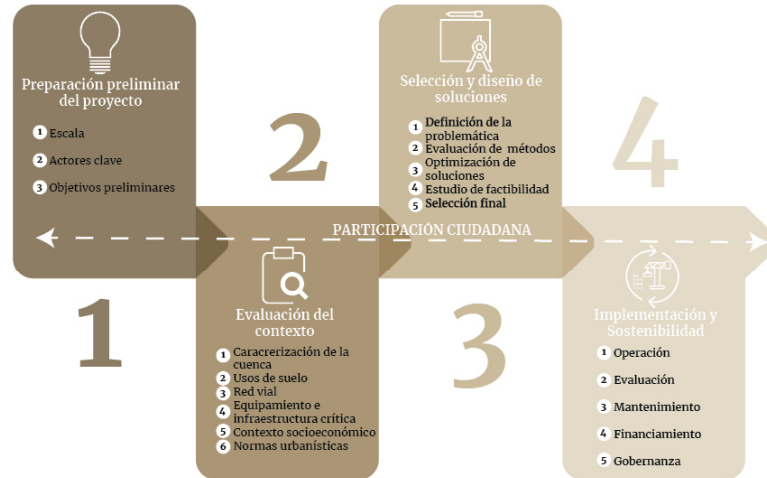 Preparación preliminar
del proyecto
1 Escala
2 Actores clave
3 Objetivos preliminares
1
2
Evaluación del
contexto
1 Caracrerización de la
cuenca
2 Usos de suelo
3 Red vial
4 Equipamiento e
infraestructura crítica
5 Contexto socioeconómico
6 Normas urbanísticas
Selección y diseño de
soluciones
1 Definición de la
problemática
2 Evaluación de métodos
3 Optimización de
soluciones
4 Estudio de factibilidad
5 Selección final
PARTICIPACIÓN CIUDADANA
3
4
Implementación y
Sostenibilidad
1 Operación
2 Evaluación
3 Mantenimiento
4 Financiamiento
5 Gobernanza